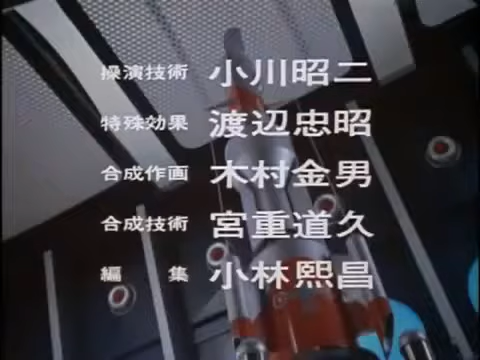 操演技術 小川昭二
特殊効果 渡辺忠昭
合成作画 木村金男
合成技術 宮重道久
編集 小林熙昌